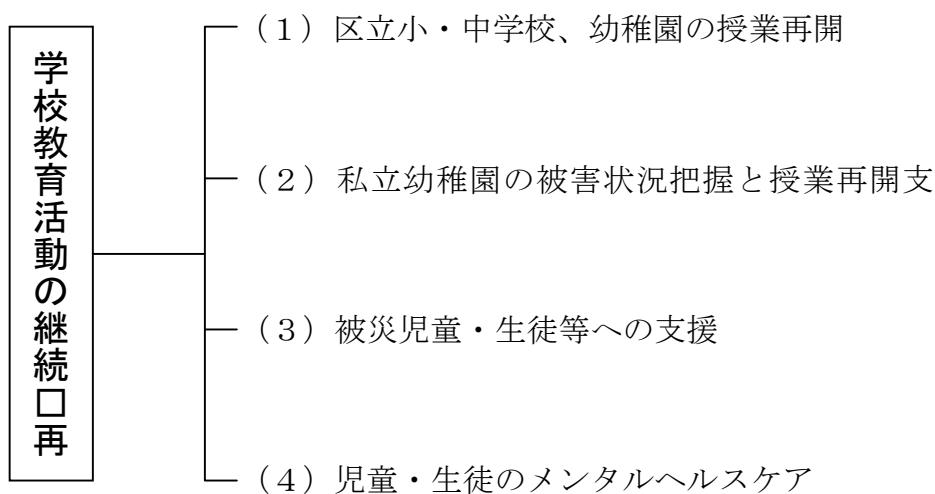 学校教育活動の継続□再
（１）区立小・中学校、幼稚園の授業再開
（２）私立幼稚園の被害状況把握と授業再開支
（３）被災児童・生徒等への支援
（４）児童・生徒のメンタルヘルスケア